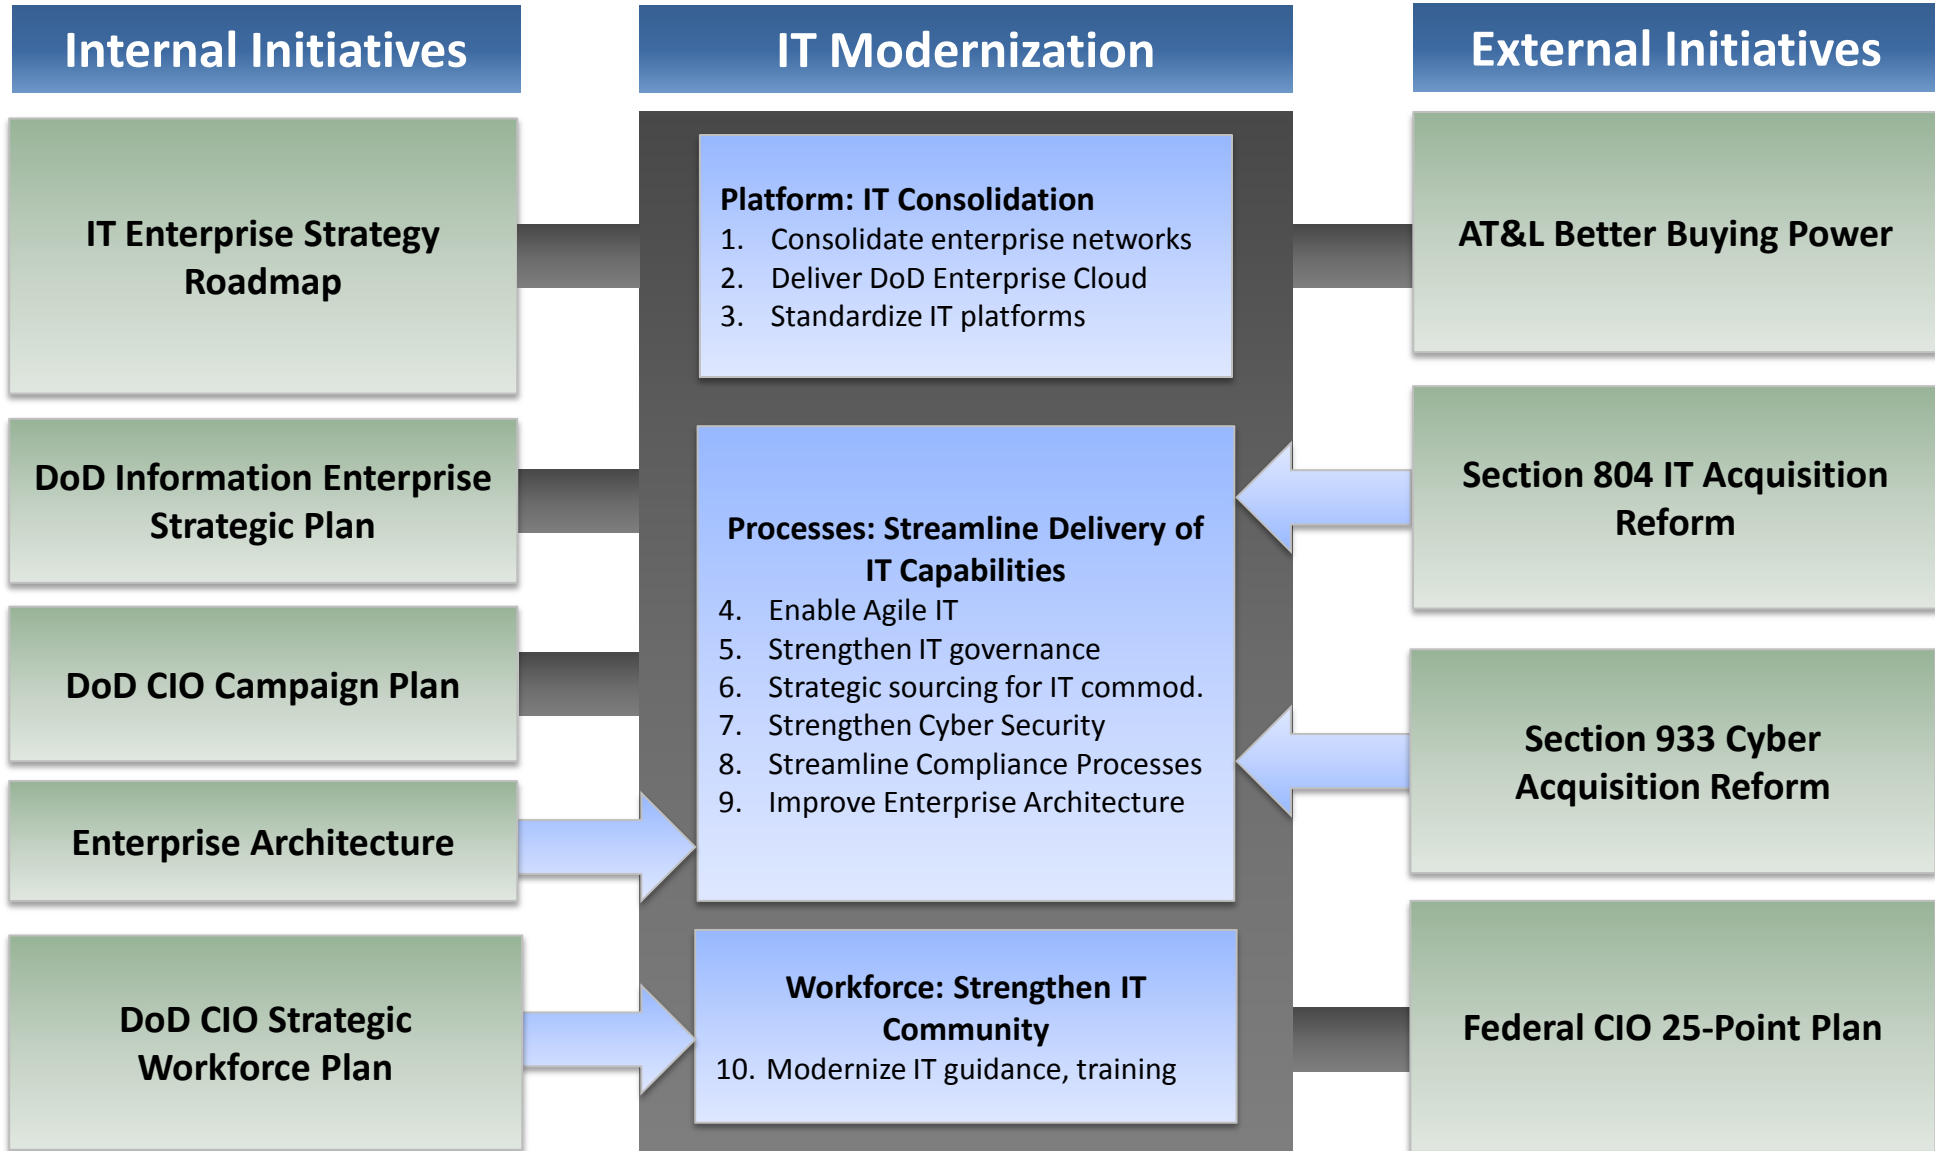 Internal Initiatives
IT Enterprise Strategy
Roadmap
DoD Information Enterprise
Strategic Plan
DoD CIO Campaign Plan
Enterprise Architecture
DoD CIO Strategic
Workforce Plan
IT Modernization
Platform: IT Consolidation
1. Consolidate enterprise networks
2. Deliver DoD Enterprise Cloud
3. Standardize IT platforms
Processes: Streamline Delivery of
IT Capabilities
4. Enable Agile IT
5. Strengthen IT governance
6. Strategic sourcing for IT commod.
7. Strengthen Cyber Security
8. Streamline Compliance Processes
9. Improve Enterprise Architecture
Workforce: Strengthen IT
Community
10. Modernize IT guidance, training
External Initiatives
AT&L Better Buying Power
Section 804 IT Acquisition
Reform
Section 933 Cyber
Acquisition Reform
Federal CIO 25-Point Plan